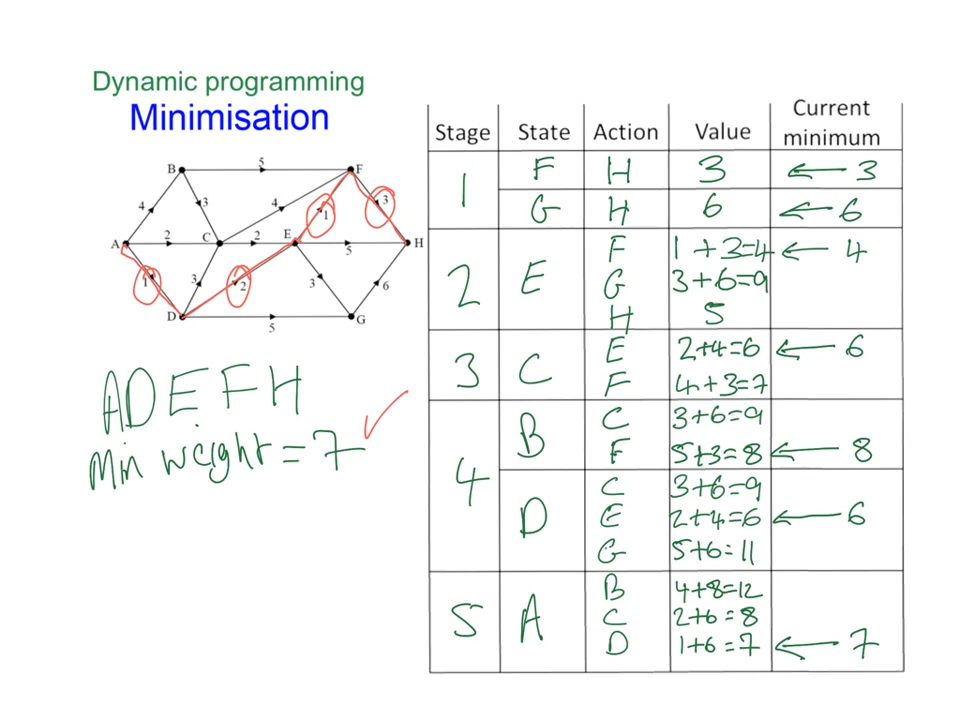 Dynamic programming
Minimisation
B 5 F
4 3 4 1 3
A 2 C 2 E 5 H
1 3 2 3 6
D 5 G
ADEFH
Min weight = 7 ✓
Stage State Action Value Current minimum
1 F H 3 ← 3
G H 6 ← 6
2 E F 1+3=4 ← 4
G 3+6=9
H 5
3 C E 2+4=6 ← 6
F 4+3=7
4 B C 3+6=9
F 5+3=8 ← 8
D C 3+6=9
E 2+4=6 ← 6
G 5+6=11
5 A B 4+8=12
C 2+6=8
D 1+6=7 ← 7